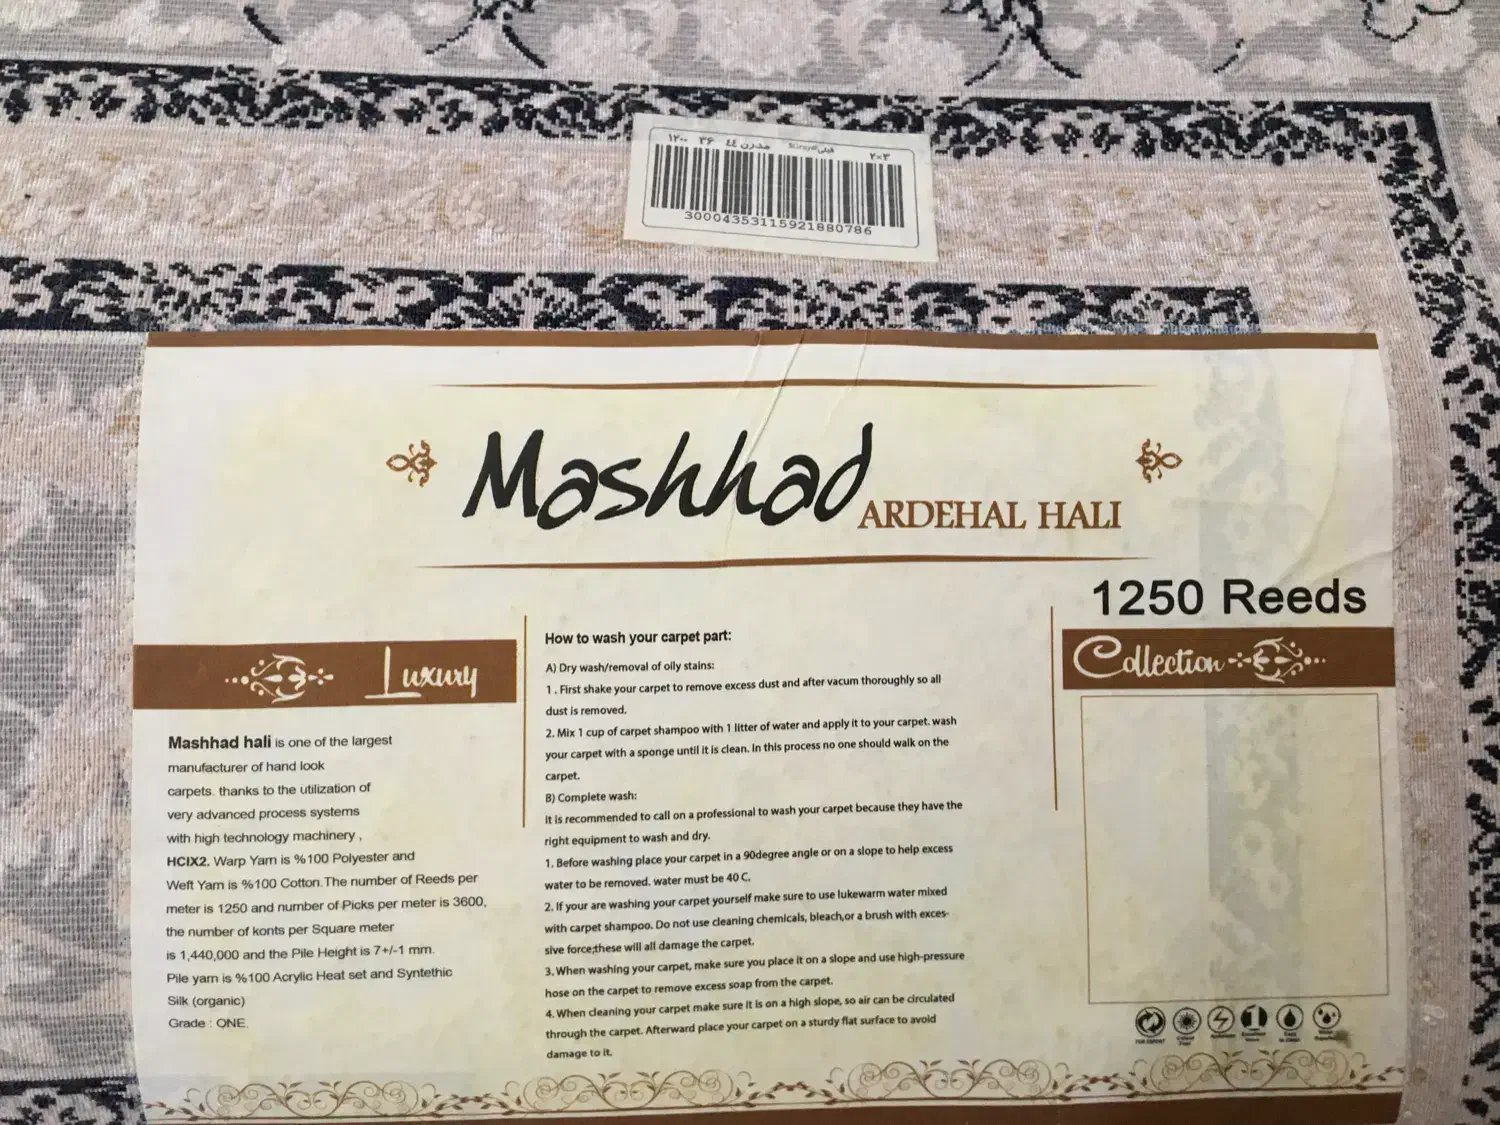 ۱۲۰۰ ۳۶ مدرن ٤٤ فیلی ۲×۳
30004353115921880786
Mashhad
ARDEHAL HALI
1250 Reeds
Luxury
Mashhad hali is one of the largest
manufacturer of hand look
carpets. thanks to the utilization of
very advanced process systems
with high technology machinery ,
HCIX2. Warp Yarn is %100 Polyester and
Weft Yarn is %100 Cotton.The number of Reeds per
meter is 1250 and number of Picks per meter is 3600,
the number of konts per Square meter
is 1,440,000 and the Pile Height is 7+/-1 mm.
Pile yarn is %100 Acrylic Heat set and Syntethic
Silk (organic)
Grade : ONE.
How to wash your carpet part:
A) Dry wash/removal of oily stains:
1 . First shake your carpet to remove excess dust and after vacum thoroughly so all
dust is removed.
2. Mix 1 cup of carpet shampoo with 1 litter of water and apply it to your carpet. wash
your carpet with a sponge until it is clean. In this process no one should walk on the
carpet.
B) Complete wash:
It is recommended to call on a professional to wash your carpet because they have the
right equipment to wash and dry.
1. Before washing place your carpet in a 90degree angle or on a slope to help excess
water to be removed. water must be 40 C.
2. If your are washing your carpet yourself make sure to use lukewarm water mixed
with carpet shampoo. Do not use cleaning chemicals, bleach,or a brush with exces-
sive force;these will all damage the carpet.
3. When washing your carpet, make sure you place it on a slope and use high-pressure
hose on the carpet to remove excess soap from the carpet.
4. When cleaning your carpet make sure it is on a high slope, so air can be circulated
through the carpet. Afterward place your carpet on a sturdy flat surface to avoid
damage to it.
Collection